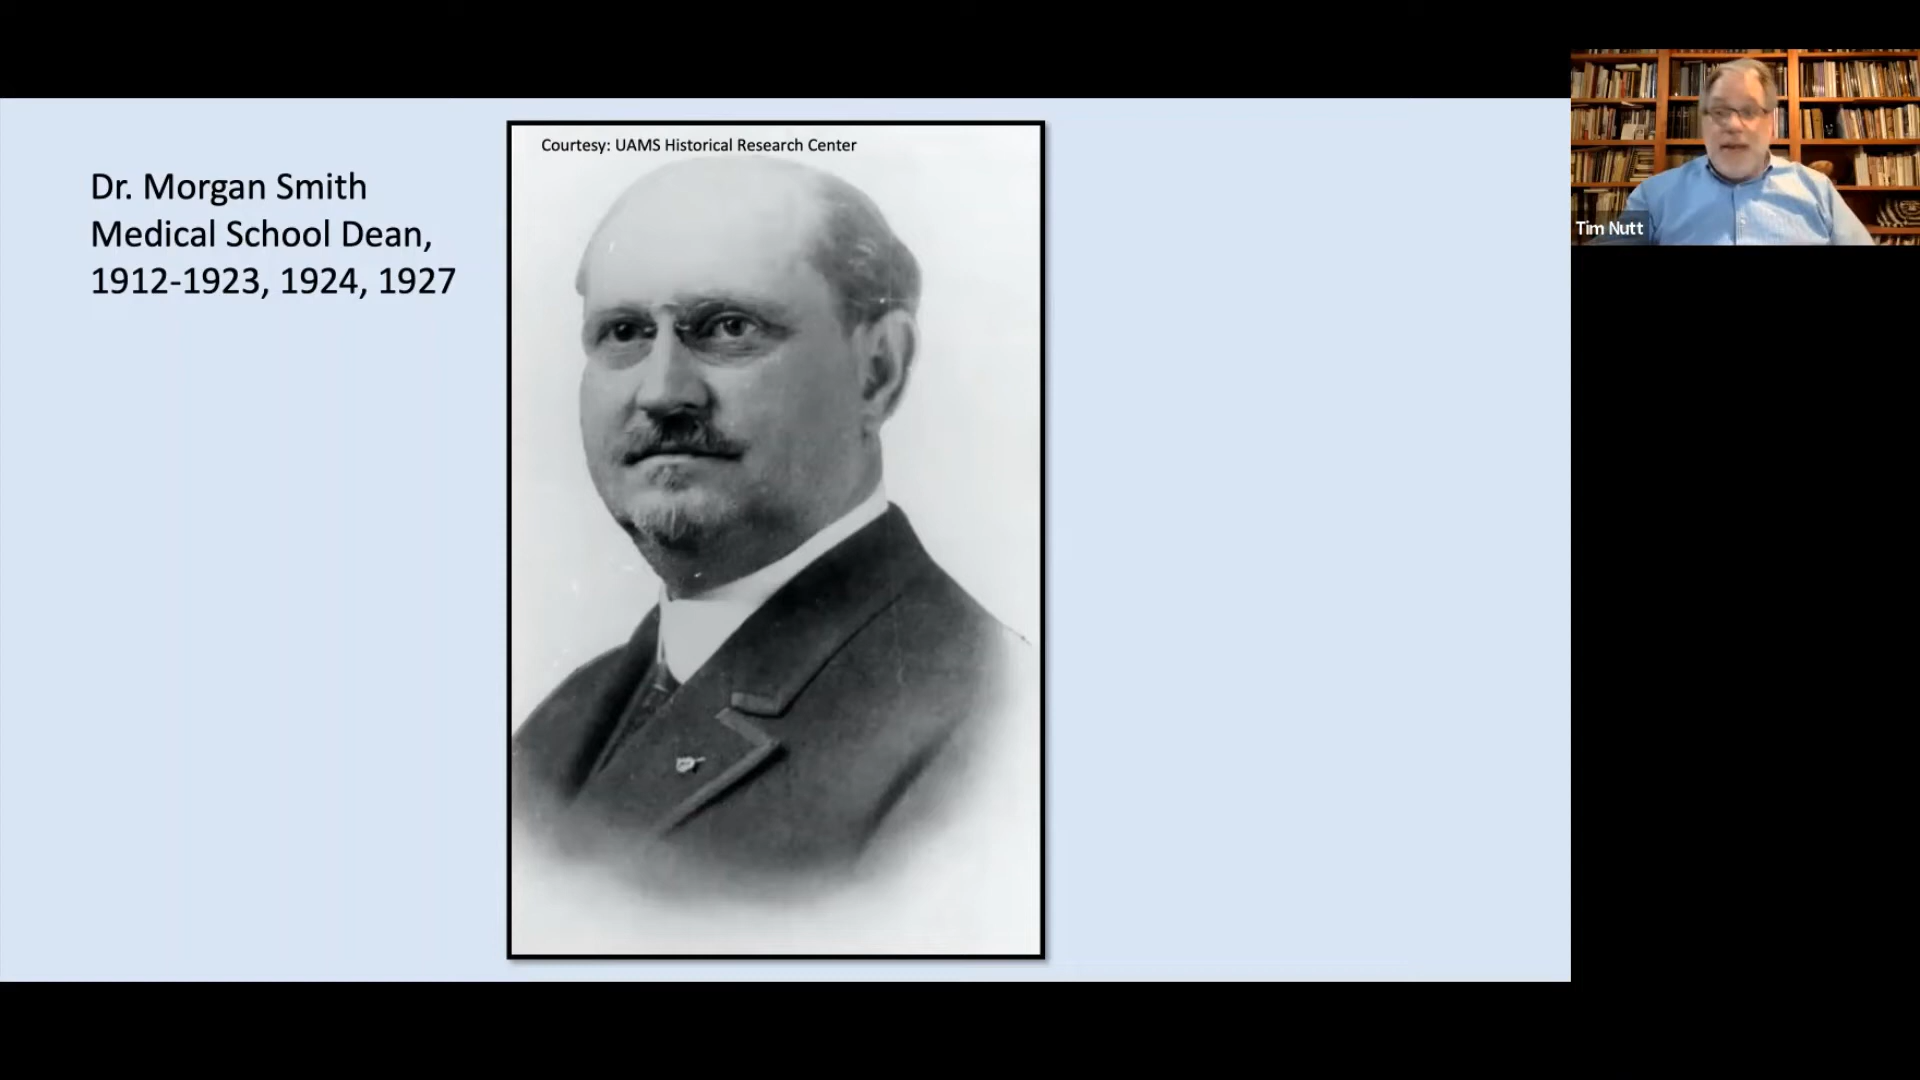 Dr. Morgan Smith
Medical School Dean,
1912-1923, 1924, 1927
Courtesy: UAMS Historical Research Center
Tim Nutt